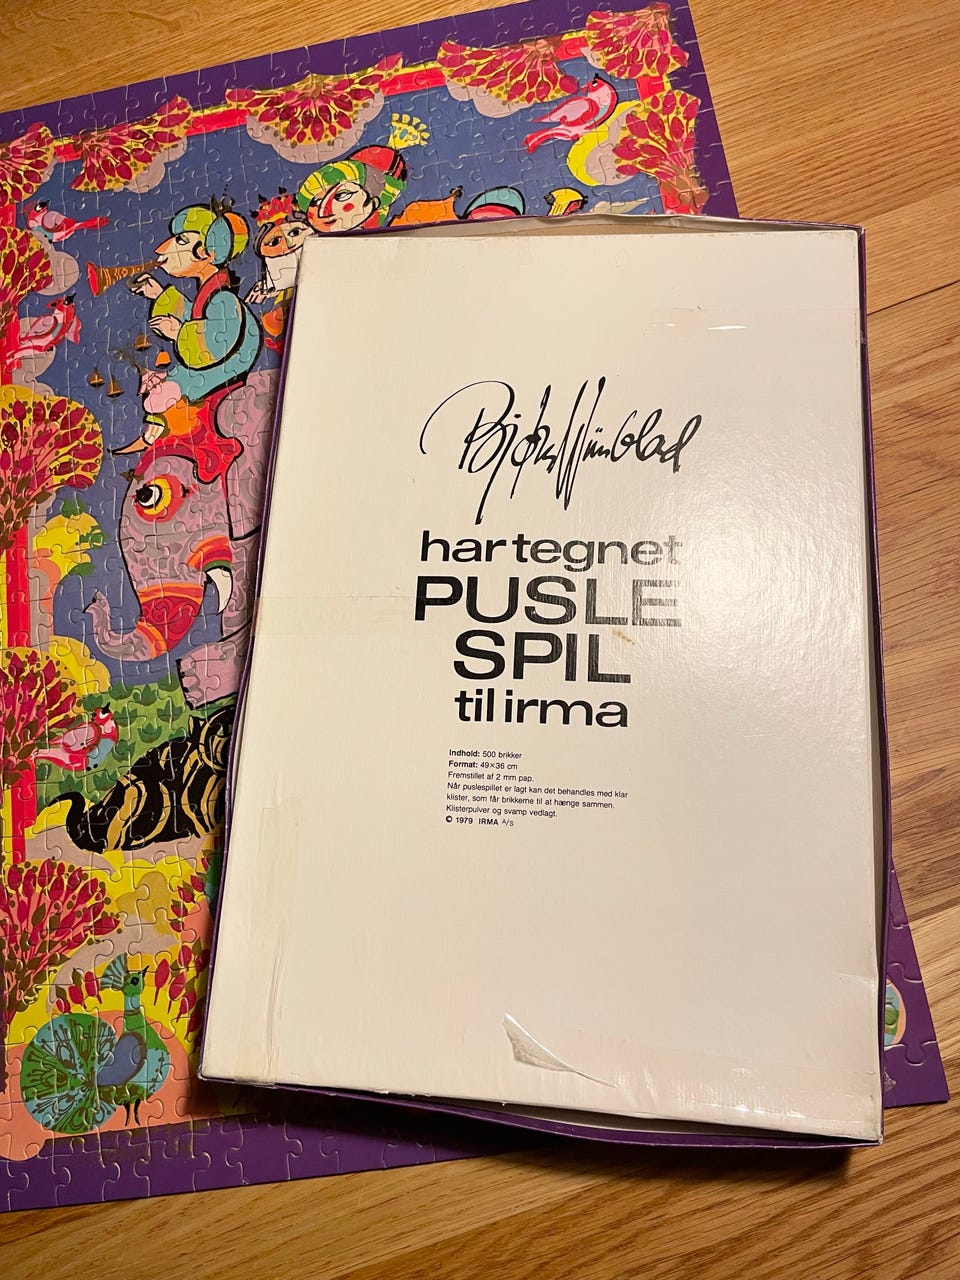 Bjørn Wiinblad
har tegnet
PUSLE
SPIL
til irma
Indhold: 500 brikker
Format: 49×36 cm
Fremstillet af 2 mm pap.
Når puslespillet er lagt kan det behandles med klar
klister, som får brikkerne til at hænge sammen.
Klisterpulver og svamp vedlagt.
© 1979 IRMA A/s